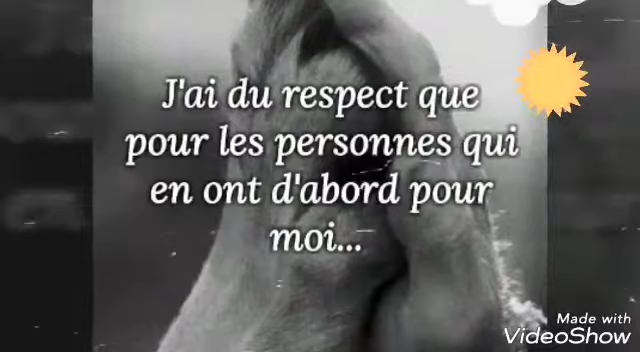 J'ai du respect que
pour les personnes qui
en ont d'abord pour
moi...
Made with
VideoShow